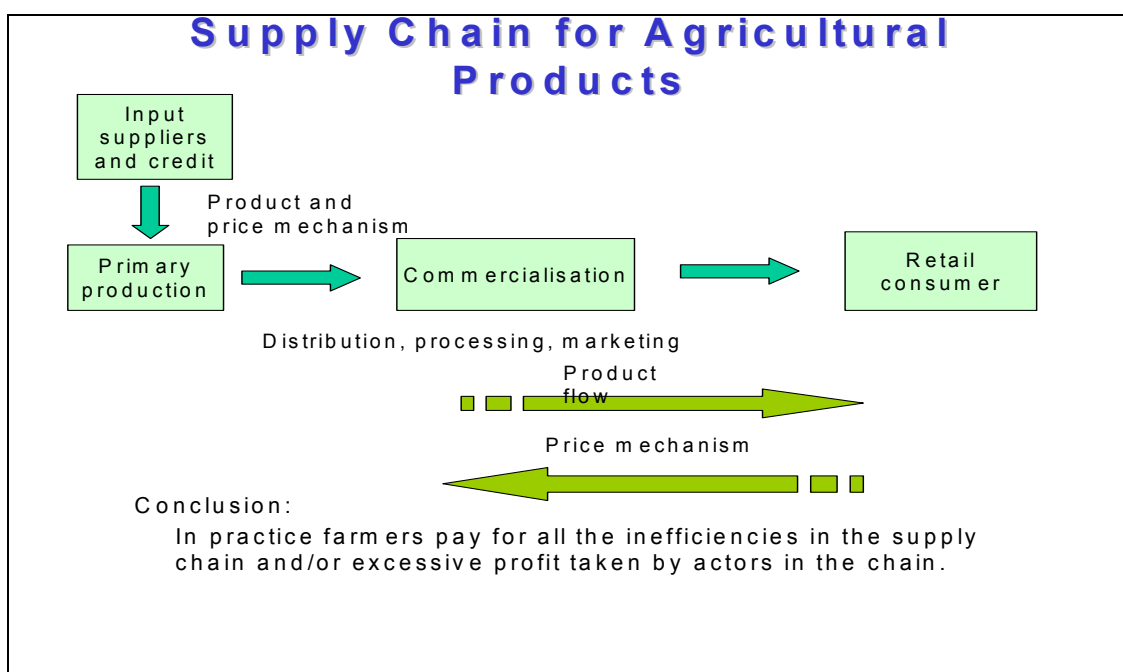 Supply Chain for Agricultural
Products
Input
suppliers
and credit
Product and
price mechanism
Primary
production
Commercialisation
Retail
consumer
Distribution, processing, marketing
Product
flow
Price mechanism
Conclusion:
In practice farmers pay for all the inefficiencies in the supply
chain and/or excessive profit taken by actors in the chain.